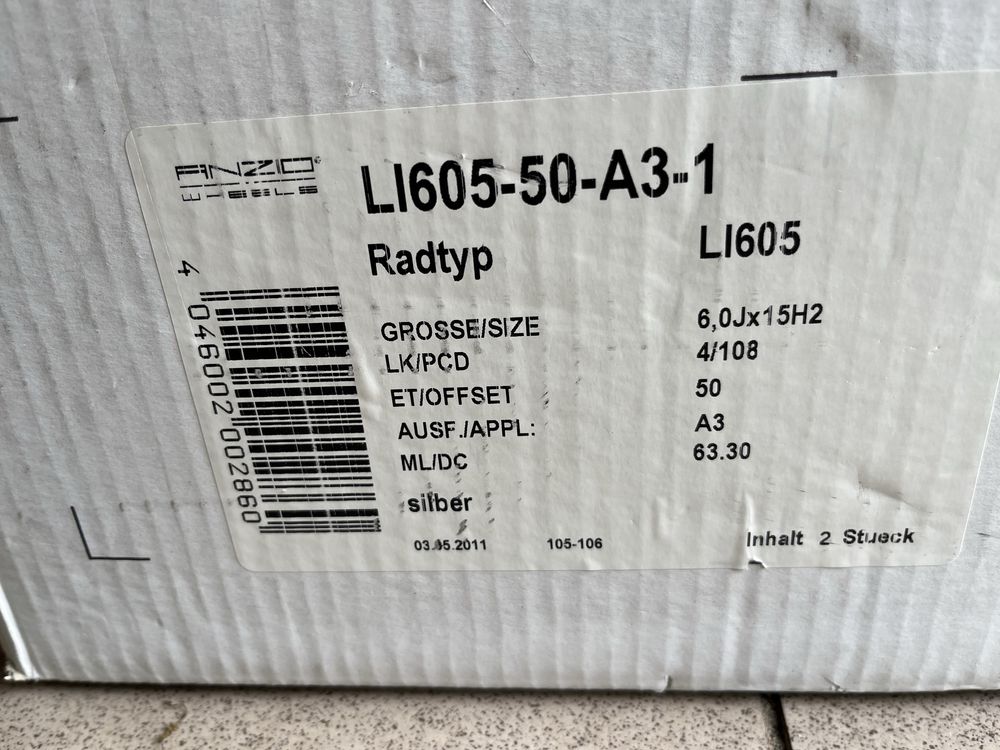 ANZIO
WHEELS
LI605-50-A3-1
Radtyp LI605
GROSSE/SIZE 6,0Jx15H2
LK/PCD 4/108
ET/OFFSET 50
AUSF./APPL: A3
ML/DC 63.30
silber
03.05.2011 105-106 Inhalt 2 Stueck
4 046002 002860